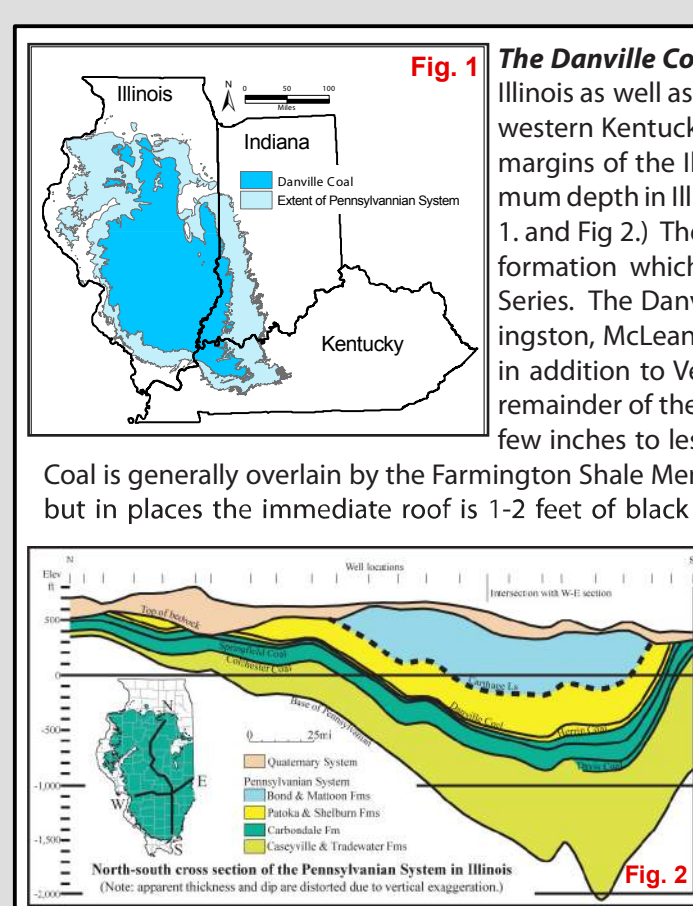 Fig. 1
N
0 50 100
Miles
Illinois
Indiana
Danville Coal
Extent of Pennsylvannian System
Kentucky
The Danville Co
Illinois as well as
western Kentuck
margins of the Il
mum depth in Ill
1. and Fig 2.) The
formation which
Series. The Danv
ingston, McLean
in addition to Ve
remainder of the
few inches to les
Coal is generally overlain by the Farmington Shale Mer
but in places the immediate roof is 1-2 feet of black
N
S
Elev
ft
Well locations
Intersection with W-E section
500
0
-500
-1,000
-1,500
-2,000
Top of bedrock
Springfield Coal
Colchester Coal
Base of Pennsylvanian
Carthage Ls
Danville Coal
Herrin Coal
Davis Coal
N
E
W
S
0 25mi
Quaternary System
Pennsylvanian System
Bond & Mattoon Fms
Patoka & Shelburn Fms
Carbondale Fm
Caseyville & Tradewater Fms
North-south cross section of the Pennsylvanian System in Illinois
(Note: apparent thickness and dip are distorted due to vertical exaggeration.)
Fig. 2